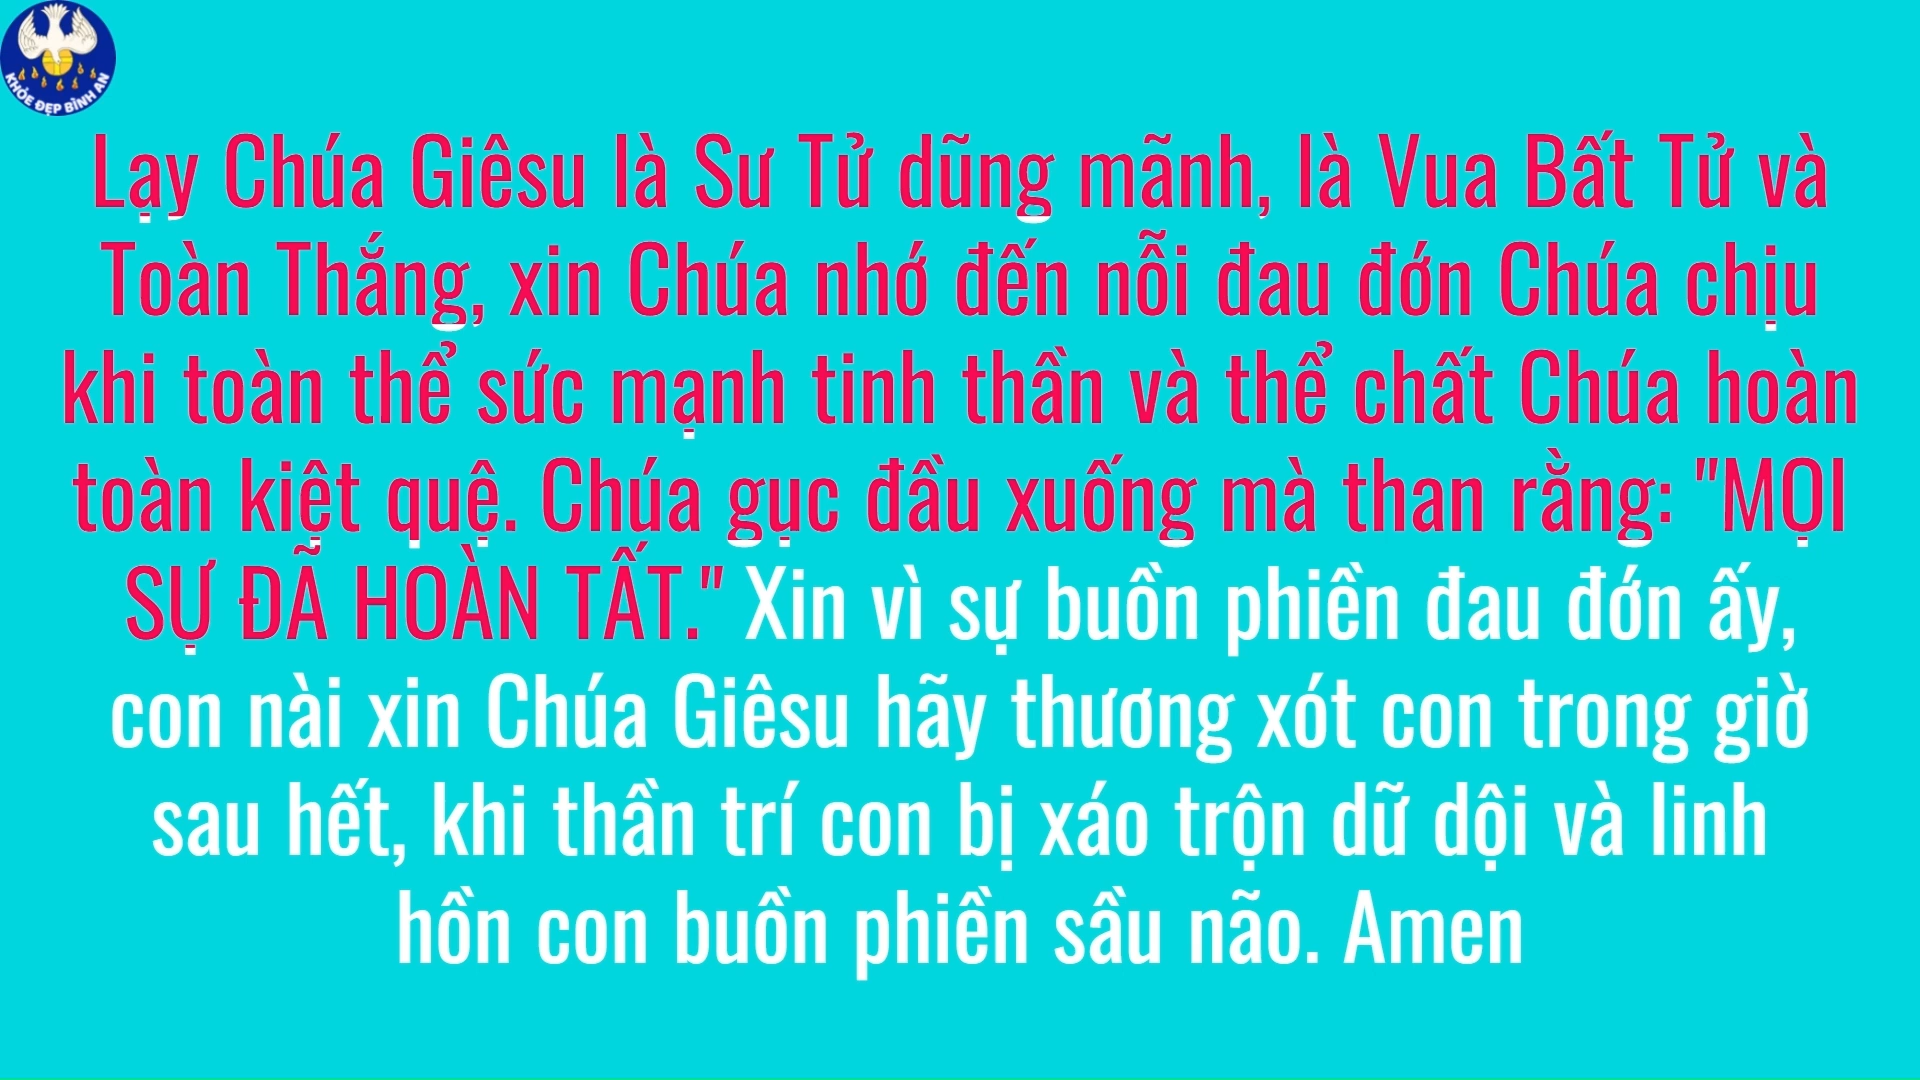 KHỎE ĐẸP BÌNH AN
Lạy Chúa Giêsu là Sư Tử dũng mãnh, là Vua Bất Tử và
Toàn Thắng, xin Chúa nhớ đến nỗi đau đớn Chúa chịu
khi toàn thể sức mạnh tinh thần và thể chất Chúa hoàn
toàn kiệt quệ. Chúa gục đầu xuống mà than rằng: "MỌI
SỰ ĐÃ HOÀN TẤT." Xin vì sự buồn phiền đau đớn ấy,
con nài xin Chúa Giêsu hãy thương xót con trong giờ
sau hết, khi thần trí con bị xáo trộn dữ dội và linh
hồn con buồn phiền sầu não. Amen